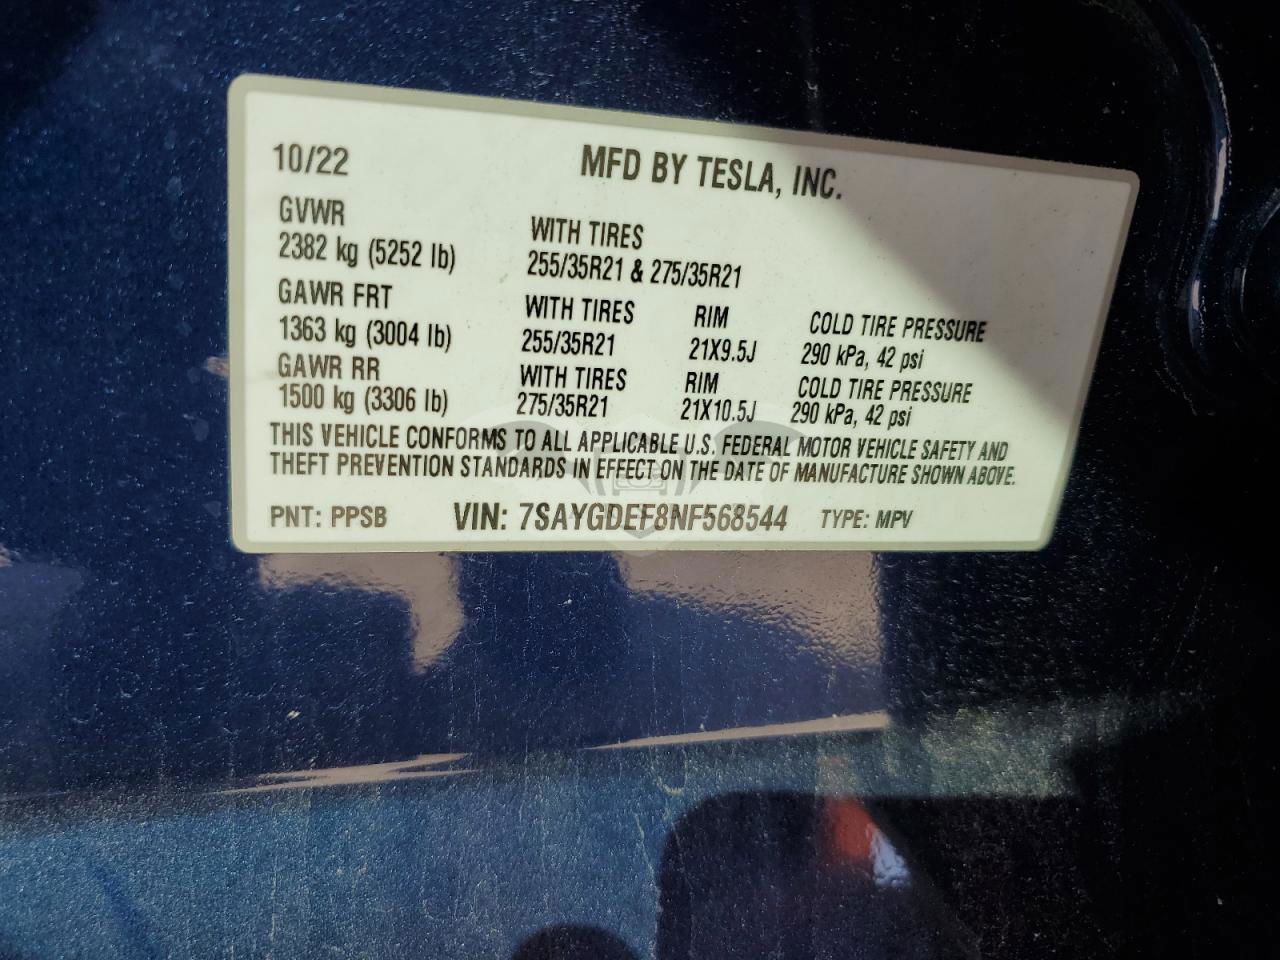 10/22 MFD BY TESLA, INC.
GVWR
2382 kg (5252 lb)
WITH TIRES
255/35R21 & 275/35R21
GAWR FRT
1363 kg (3004 lb)
WITH TIRES
255/35R21
RIM
21X9.5J
COLD TIRE PRESSURE
290 kPa, 42 psi
GAWR RR
1500 kg (3306 lb)
WITH TIRES
275/35R21
RIM
21X10.5J
COLD TIRE PRESSURE
290 kPa, 42 psi
THIS VEHICLE CONFORMS TO ALL APPLICABLE U.S. FEDERAL MOTOR VEHICLE SAFETY AND
THEFT PREVENTION STANDARDS IN EFFECT ON THE DATE OF MANUFACTURE SHOWN ABOVE.
PNT: PPSB VIN: 7SAYGDEF8NF568544 TYPE: MPV